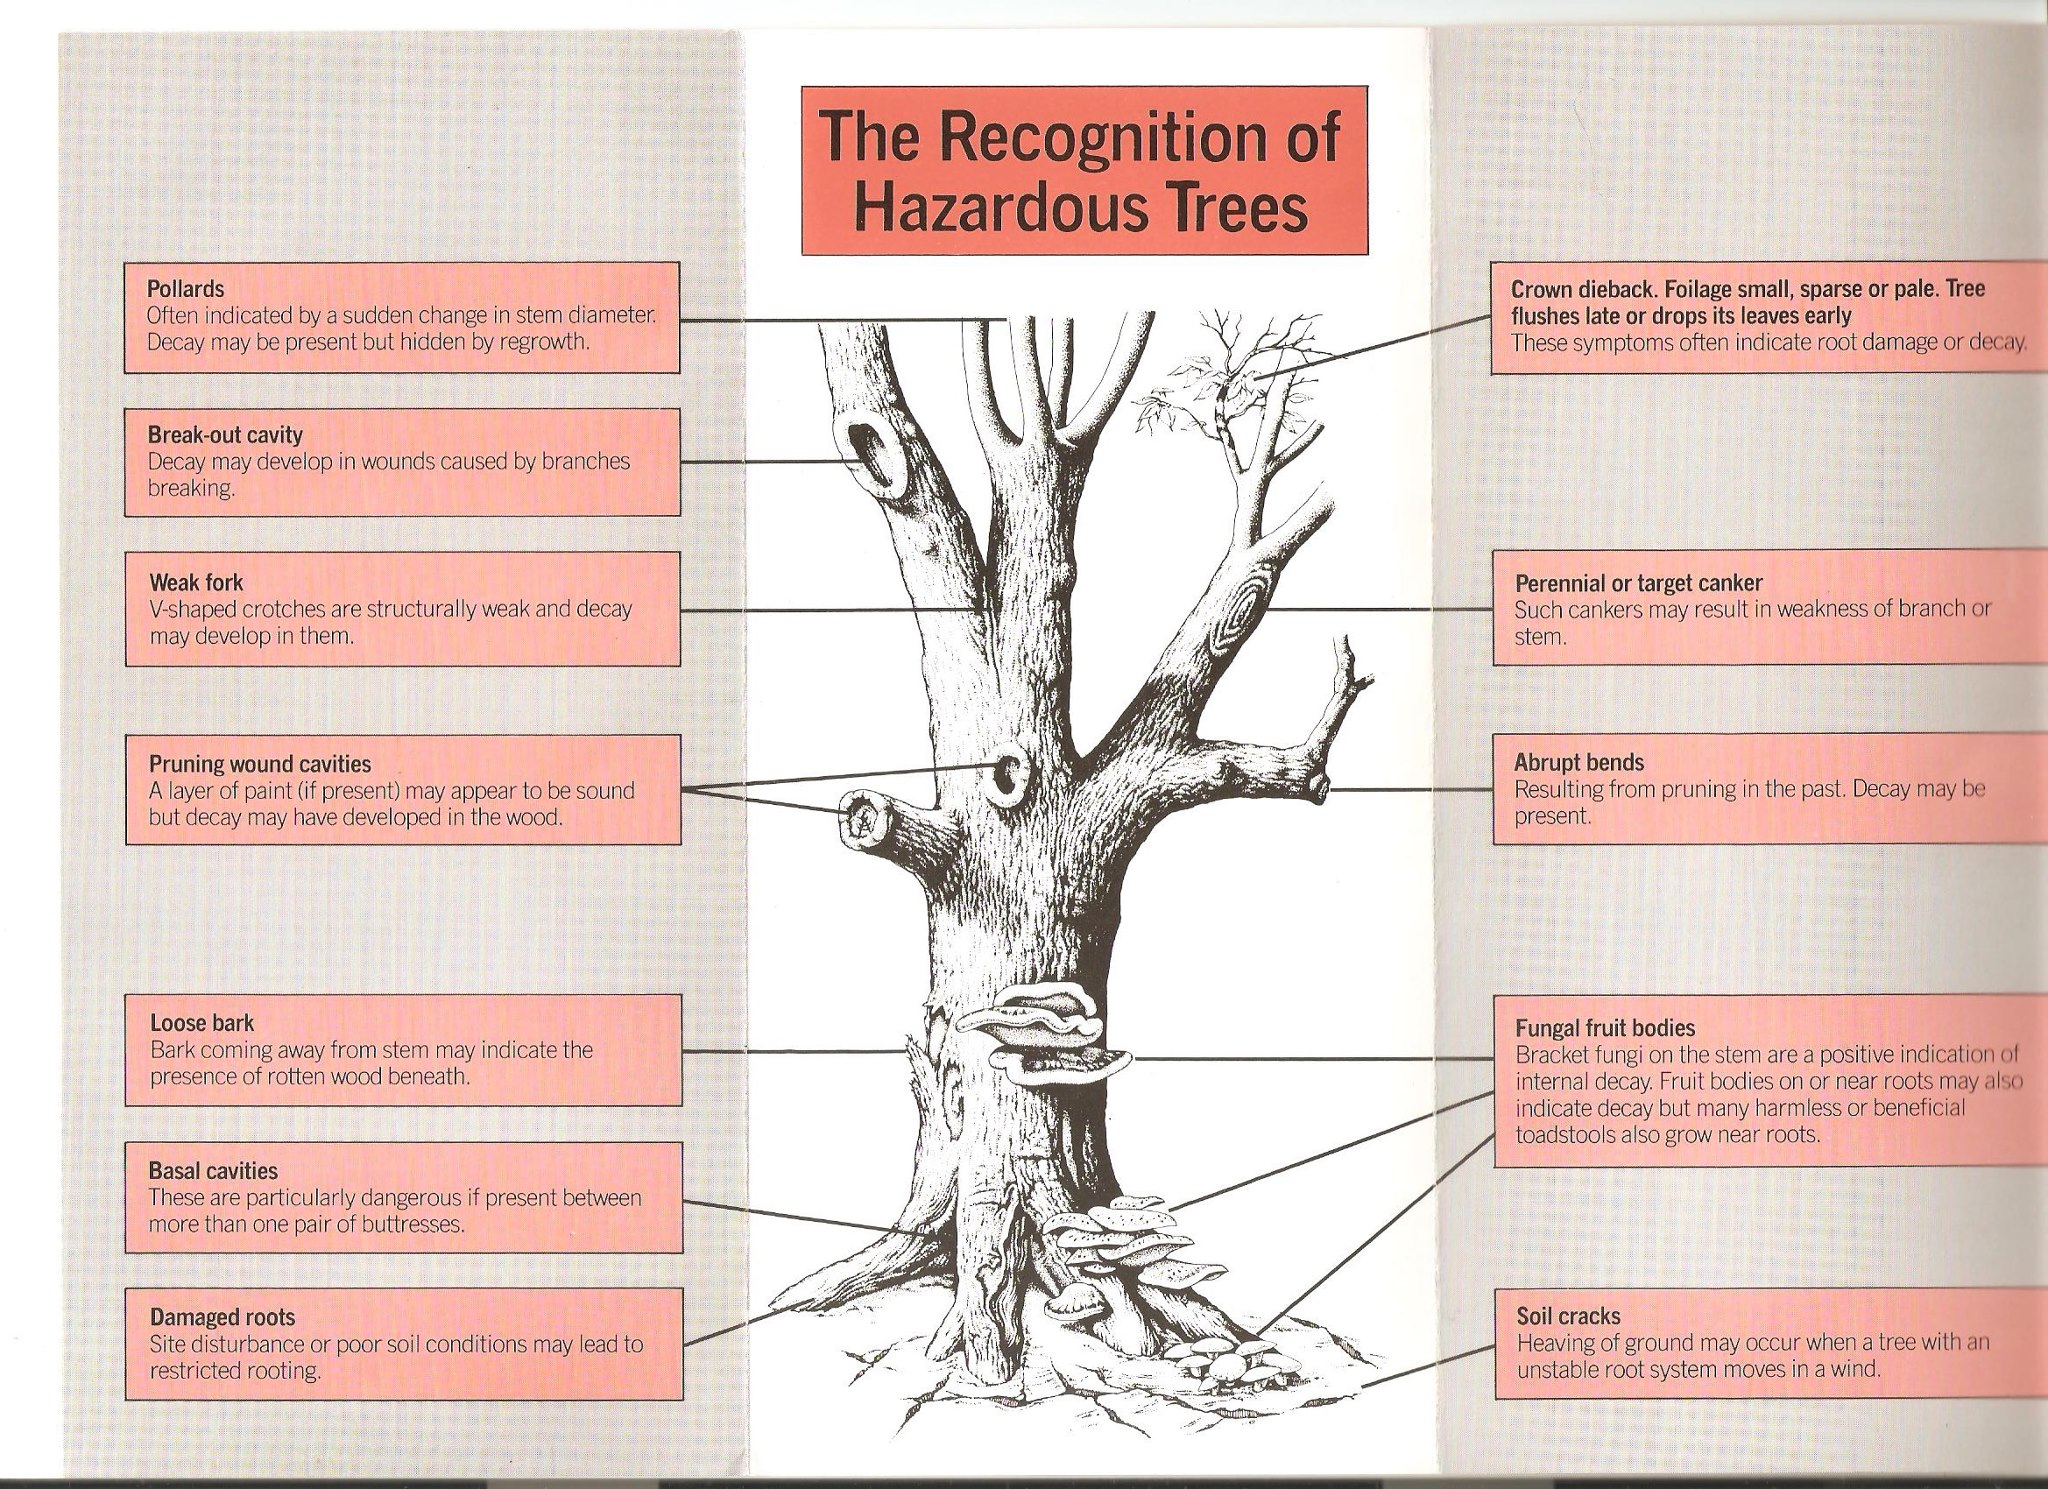 The Recognition of
Hazardous Trees
Pollards
Often indicated by a sudden change in stem diameter.
Decay may be present but hidden by regrowth.
Break-out cavity
Decay may develop in wounds caused by branches
breaking.
Weak fork
V-shaped crotches are structurally weak and decay
may develop in them.
Pruning wound cavities
A layer of paint (if present) may appear to be sound
but decay may have developed in the wood.
Loose bark
Bark coming away from stem may indicate the
presence of rotten wood beneath.
Basal cavities
These are particularly dangerous if present between
more than one pair of buttresses.
Damaged roots
Site disturbance or poor soil conditions may lead to
restricted rooting.
Crown dieback. Foilage small, sparse or pale. Tree
flushes late or drops its leaves early
These symptoms often indicate root damage or decay.
Perennial or target canker
Such cankers may result in weakness of branch or
stem.
Abrupt bends
Resulting from pruning in the past. Decay may be
present.
Fungal fruit bodies
Bracket fungi on the stem are a positive indication of
internal decay. Fruit bodies on or near roots may also
indicate decay but many harmless or beneficial
toadstools also grow near roots.
Soil cracks
Heaving of ground may occur when a tree with an
unstable root system moves in a wind.